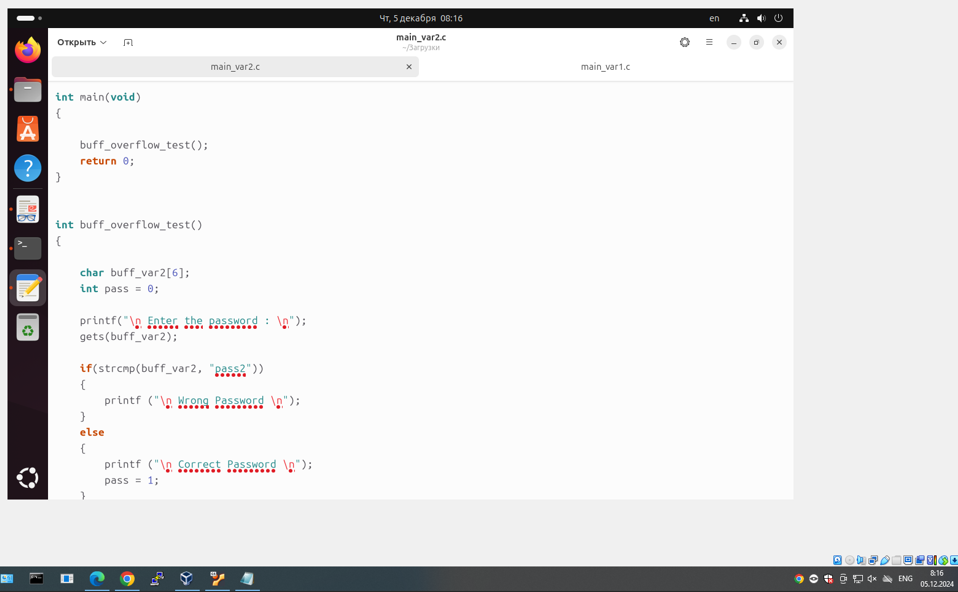 Чт, 5 декабря 08:16
en
Открыть
main_var2.c
~/Загрузки
main_var2.c
main_var1.c
int main(void)
{
buff_overflow_test();
return 0;
}
int buff_overflow_test()
{
char buff_var2[6];
int pass = 0;
printf("\n Enter the password : \n");
gets(buff_var2);
if(strcmp(buff_var2, "pass2"))
{
printf ("\n Wrong Password \n");
}
else
{
printf ("\n Correct Password \n");
pass = 1;
}
ENG
8:16
05.12.2024